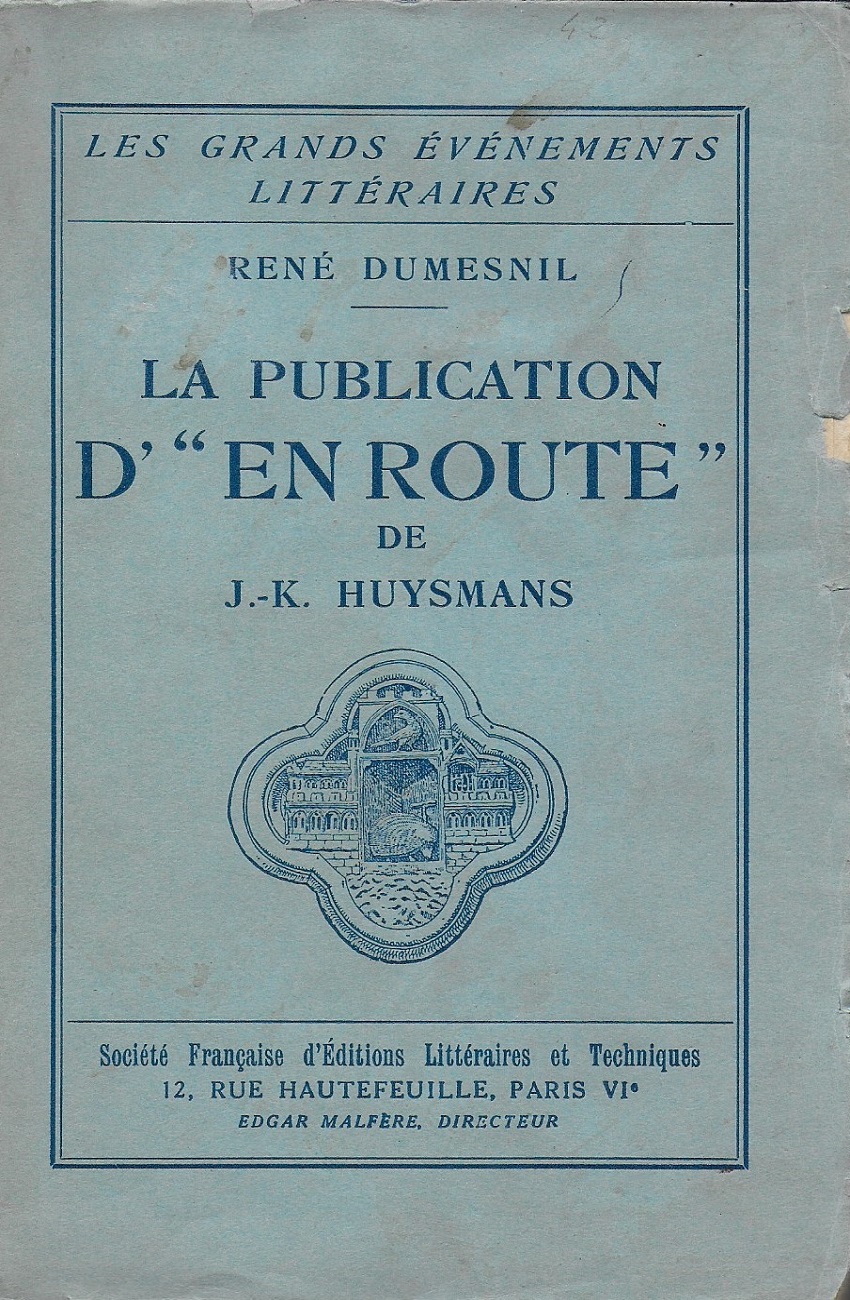 42
LES GRANDS ÉVÉNEMENTS
LITTÉRAIRES
RENÉ DUMESNIL
LA PUBLICATION
D' “ EN ROUTE ”
DE
J.-K. HUYSMANS
Société Française d'Éditions Littéraires et Techniques
12, RUE HAUTEFEUILLE, PARIS VIe
EDGAR MALFÈRE, DIRECTEUR